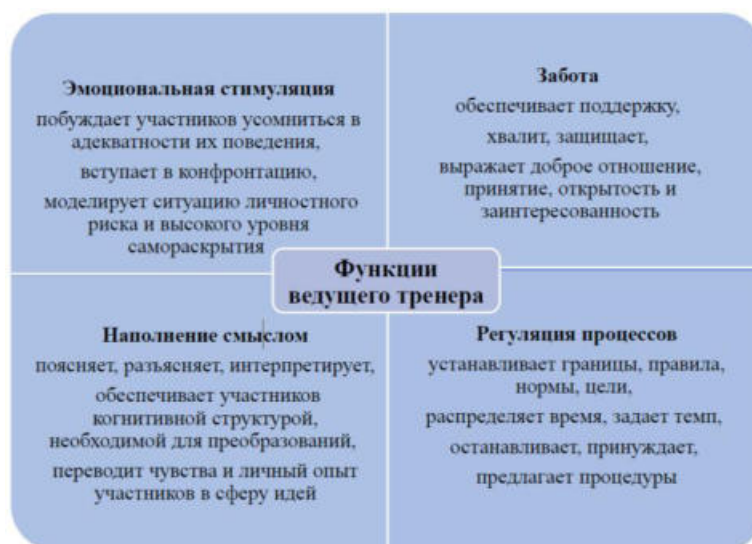 Эмоциональная стимуляция
побуждает участников усомниться в
адекватности их поведения,
вступает в конфронтацию,
моделирует ситуацию личностного
риска и высокого уровня
самораскрытия
Забота
обеспечивает поддержку,
хвалит, защищает,
выражает доброе отношение,
принятие, открытость и
заинтересованность
Функции
ведущего тренера
Наполнение смыслом
поясняет, разъясняет, интерпретирует,
обеспечивает участников
когнитивной структурой,
необходимой для преобразований,
переводит чувства и личный опыт
участников в сферу идей
Регуляция процессов
устанавливает границы, правила,
нормы, цели,
распределяет время, задает темп,
останавливает, принуждает,
предлагает процедуры